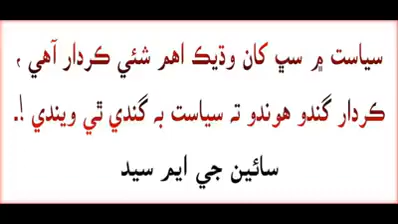 سياست ۾ سڀ کان وڌيڪ اهم شئي ڪردار آهي ،
ڪردار گندو هوندو ته سياست به گندي ٿي ويندي !.
سائين جي ايم سيد